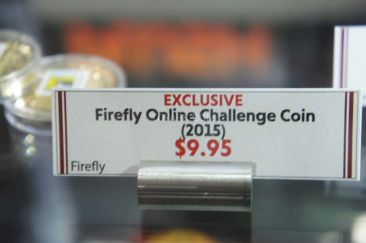 EXCLUSIVE
Firefly Online Challenge Coin
(2015)
$9.95
Firefly